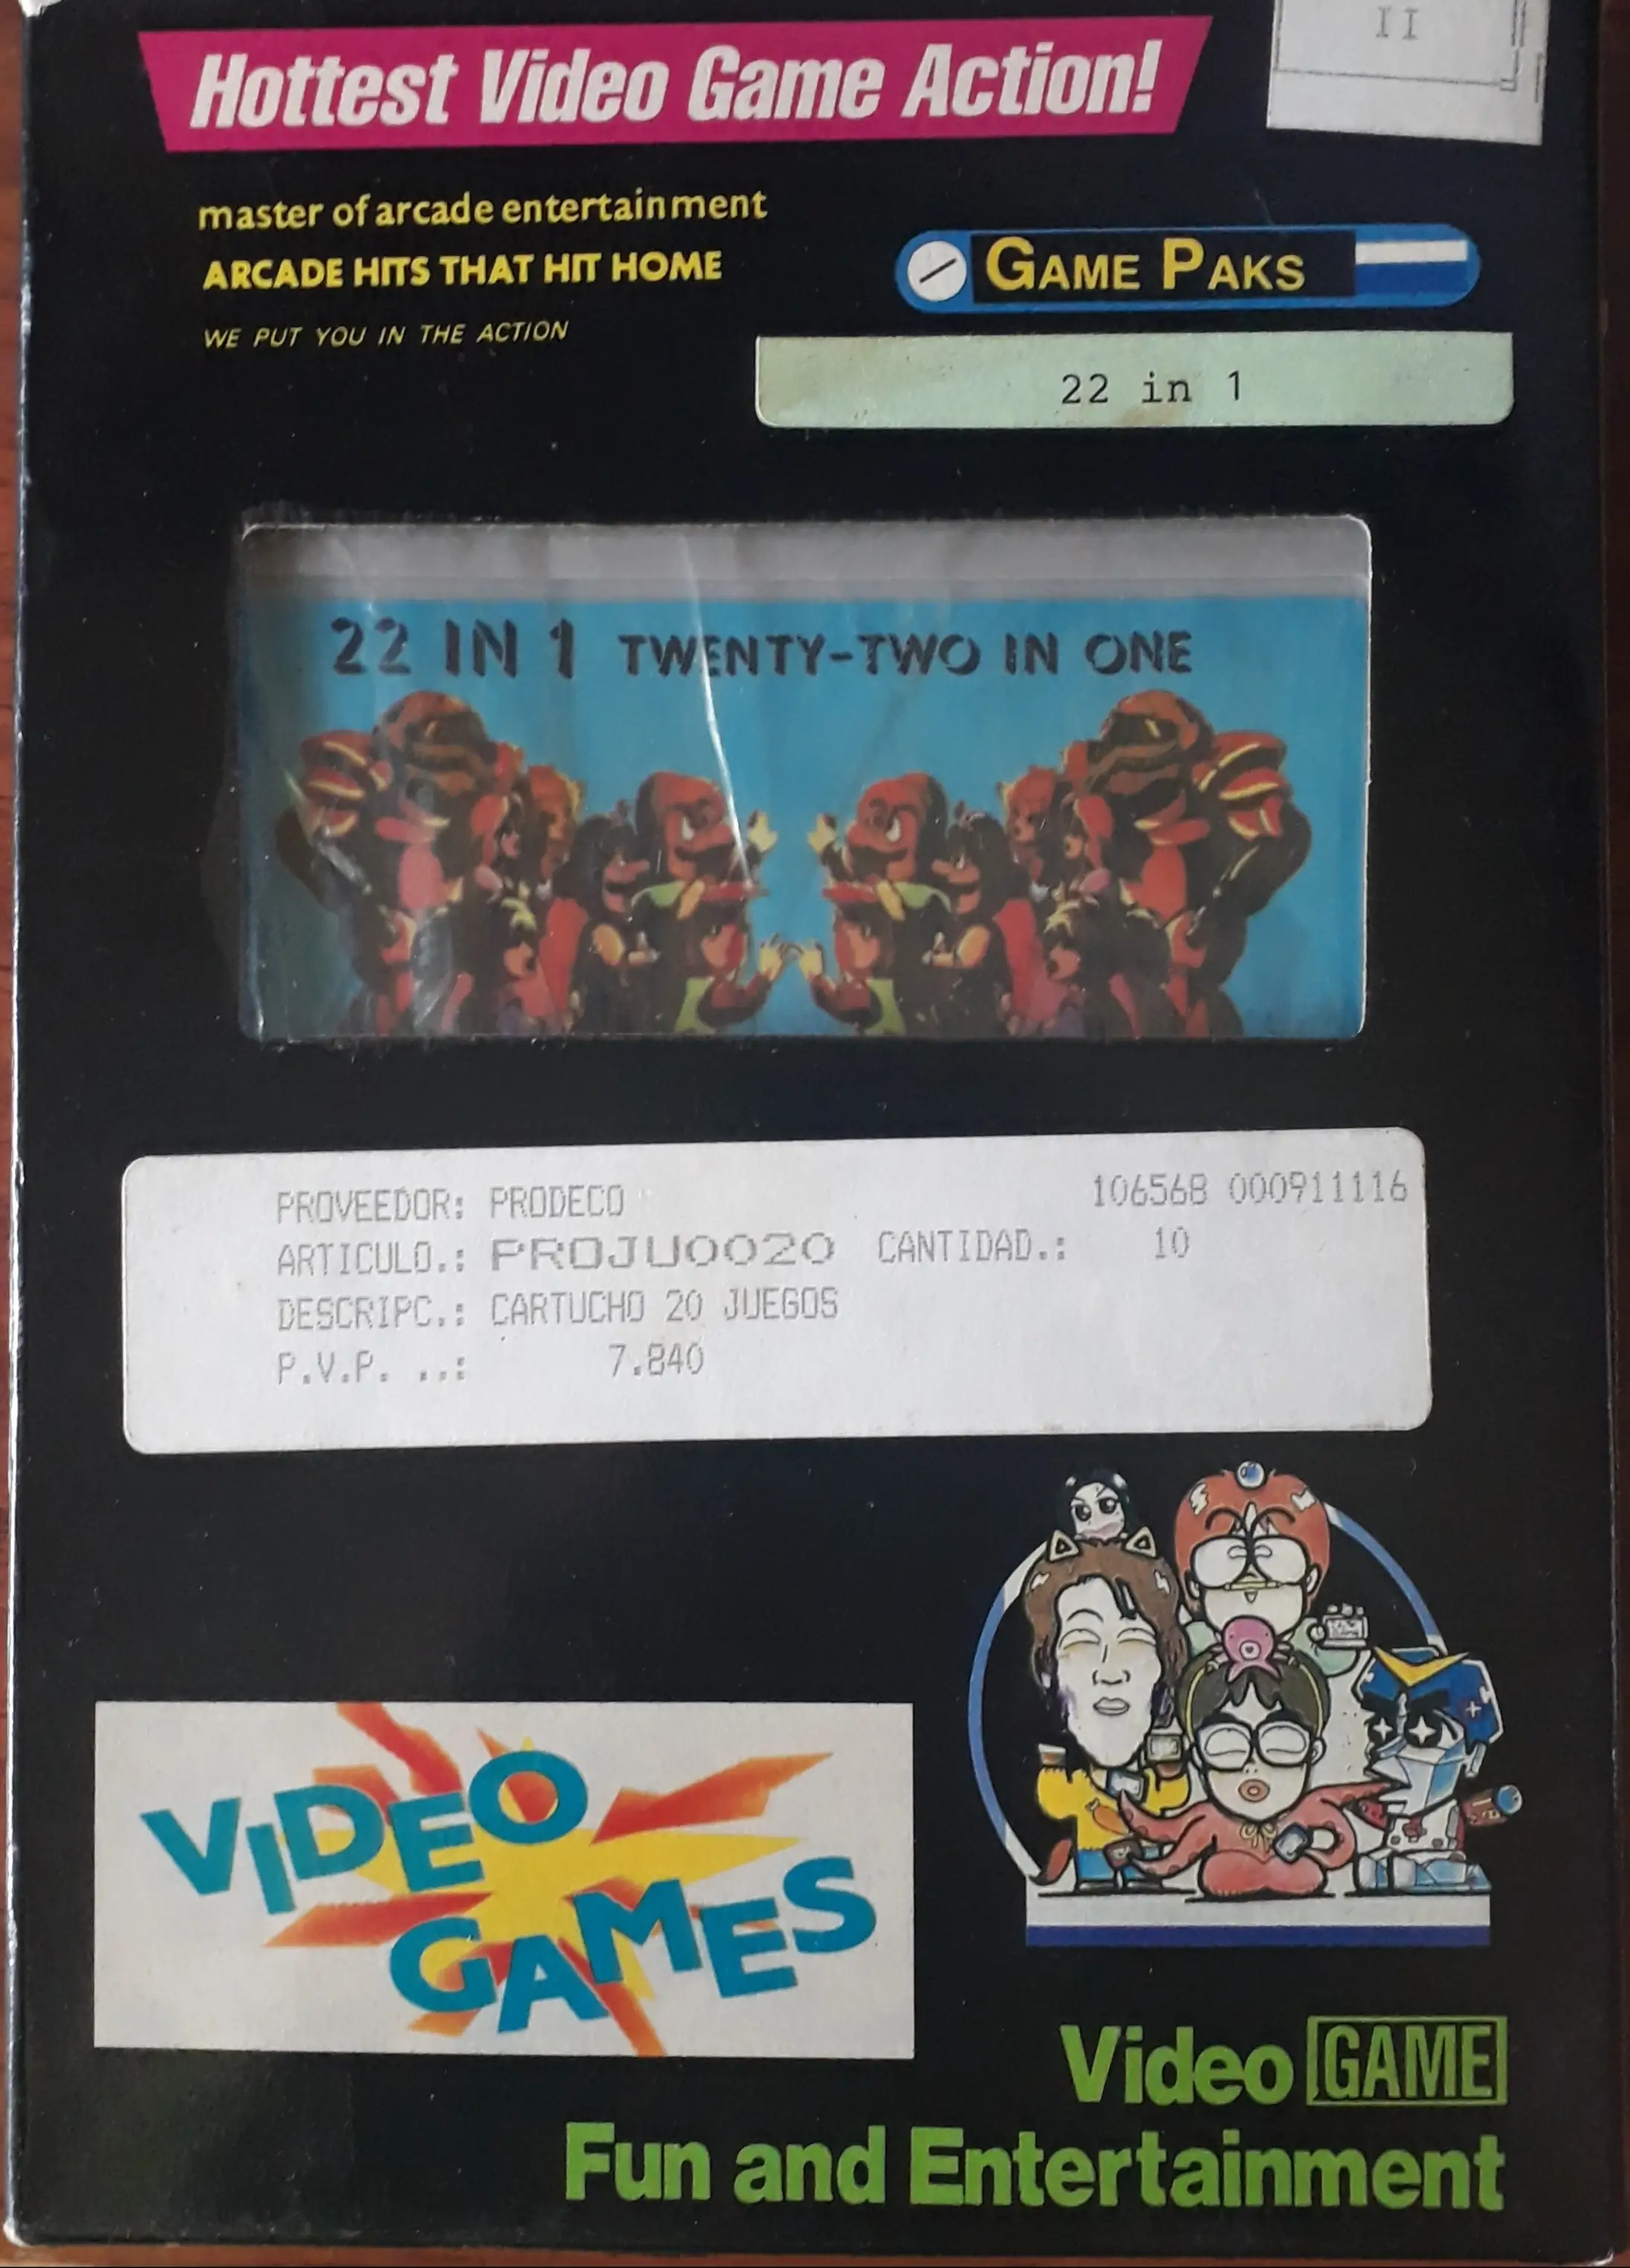 Hottest Video Game Action!
II
master of arcade entertainment
ARCADE HITS THAT HIT HOME
WE PUT YOU IN THE ACTION
GAME PAKS
22 in 1
22 IN 1 TWENTY-TWO IN ONE
PROVEEDOR: PRODECO 106568 000911116
ARTICULO.: PROJU0020 CANTIDAD.: 10
DESCRIPC.: CARTUCHO 20 JUEGOS
P.V.P. ..: 7.840
VIDEO
GAMES
Video GAME
Fun and Entertainment